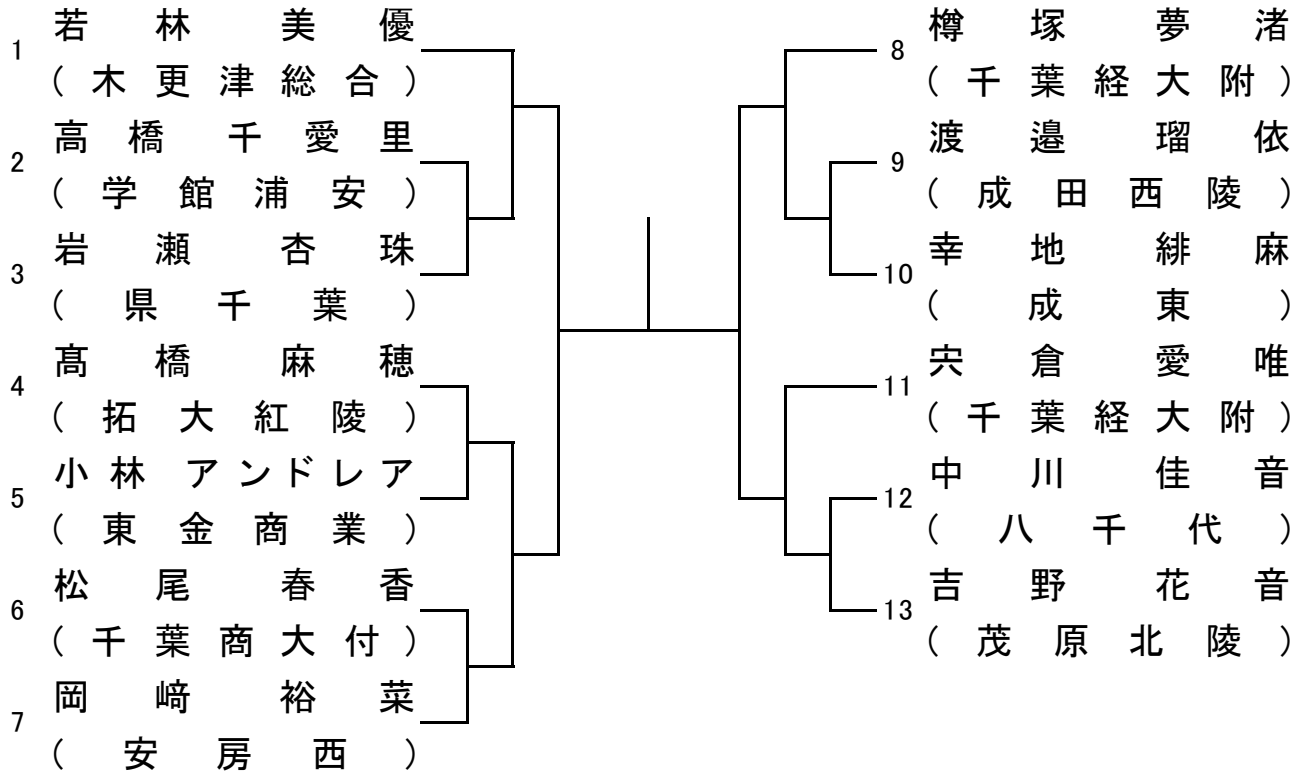 1 若林美優
(木更津総合)
2 高橋千愛里
(学館浦安)
3 岩瀬杏珠
(県千葉)
4 髙橋麻穂
(拓大紅陵)
5 小林アンドレア
(東金商業)
6 松尾春香
(千葉商大付)
7 岡﨑裕菜
(安房西)
8 樽塚夢渚
(千葉経大附)
9 渡邉瑠依
(成田西陵)
10 幸地緋麻
(成東)
11 宍倉愛唯
(千葉経大附)
12 中川佳音
(八千代)
13 吉野花音
(茂原北陵)